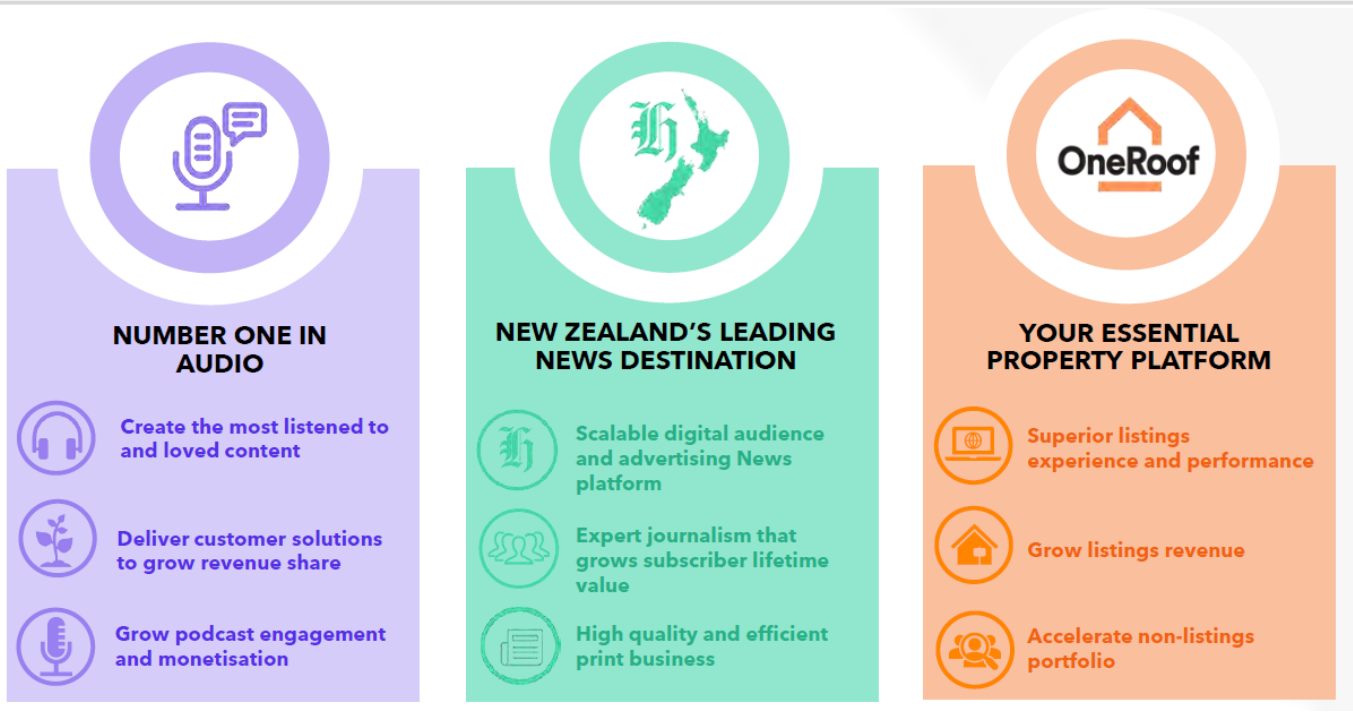 NUMBER ONE IN
AUDIO
Create the most listened to
and loved content
Deliver customer solutions
to grow revenue share
Grow podcast engagement
and monetisation
H
NEW ZEALAND’S LEADING
NEWS DESTINATION
H
Scalable digital audience
and advertising News
platform
Expert journalism that
grows subscriber lifetime
value
High quality and efficient
print business
OneRoof
YOUR ESSENTIAL
PROPERTY PLATFORM
Superior listings
experience and performance
Grow listings revenue
Accelerate non-listings
portfolio